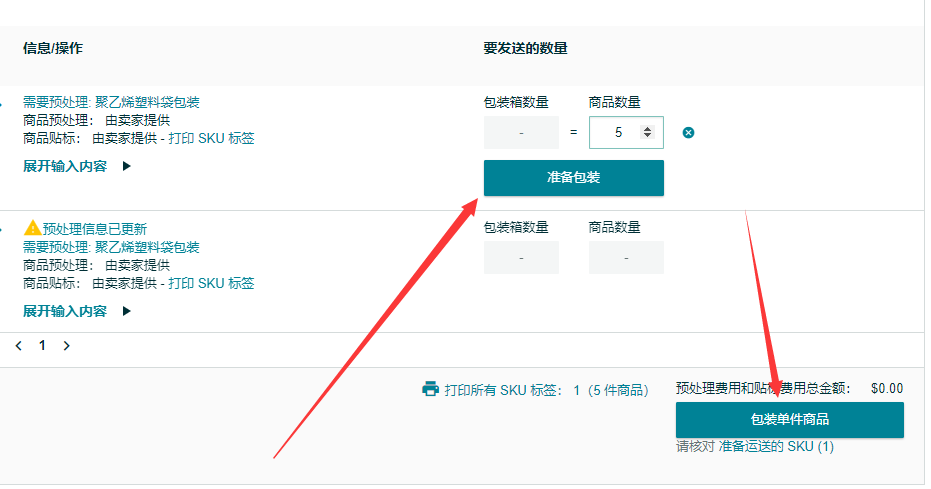 信息/操作 要发送的数量
需要预处理: 聚乙烯塑料袋包装 包装箱数量 商品数量
商品预处理： 由卖家提供
商品贴标： 由卖家提供 - 打印 SKU 标签 - = 5
展开输入内容
准备包装
预处理信息已更新 包装箱数量 商品数量
需要预处理: 聚乙烯塑料袋包装
商品预处理： 由卖家提供 - -
商品贴标： 由卖家提供 - 打印 SKU 标签
展开输入内容
1
打印所有 SKU 标签： 1（5 件商品） 预处理费用和贴标费用总金额： $0.00
包装单件商品
请核对 准备运送的 SKU (1)